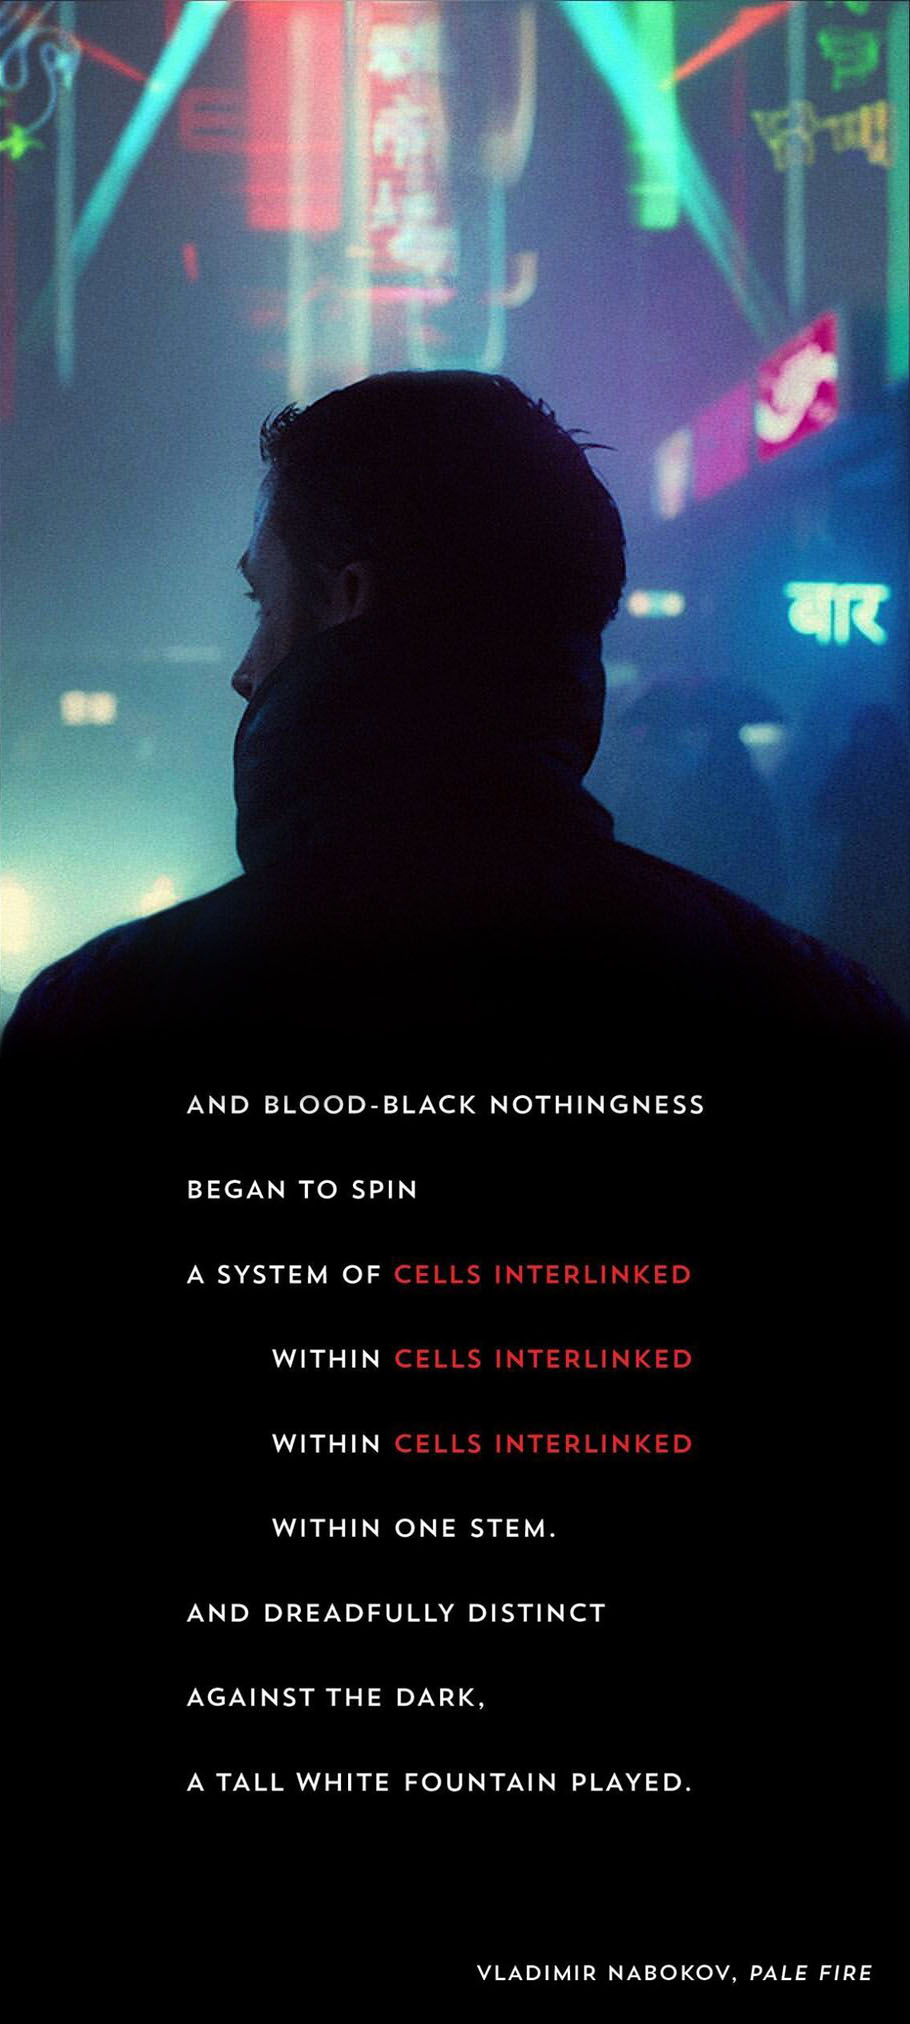 बार
AND BLOOD-BLACK NOTHINGNESS
BEGAN TO SPIN
A SYSTEM OF CELLS INTERLINKED
WITHIN CELLS INTERLINKED
WITHIN CELLS INTERLINKED
WITHIN ONE STEM.
AND DREADFULLY DISTINCT
AGAINST THE DARK,
A TALL WHITE FOUNTAIN PLAYED.
VLADIMIR NABOKOV, PALE FIRE